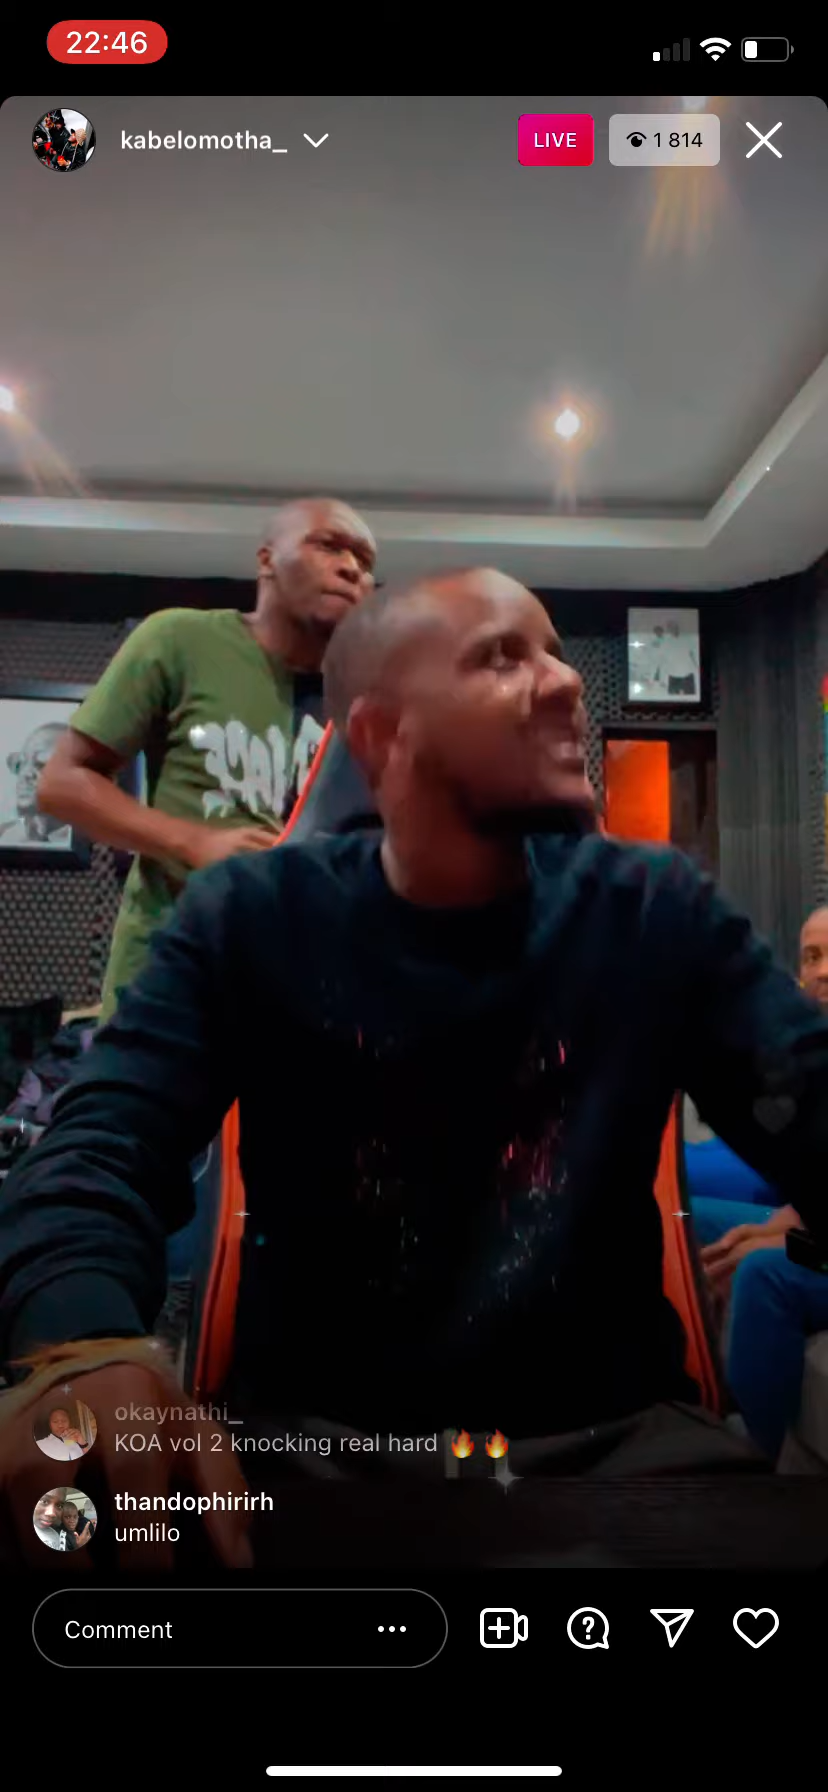 22:46
kabelomotha_
LIVE
1 814
okaynathi_
KOA vol 2 knocking real hard 🔥 🔥
thandophirirh
umlilo
Comment